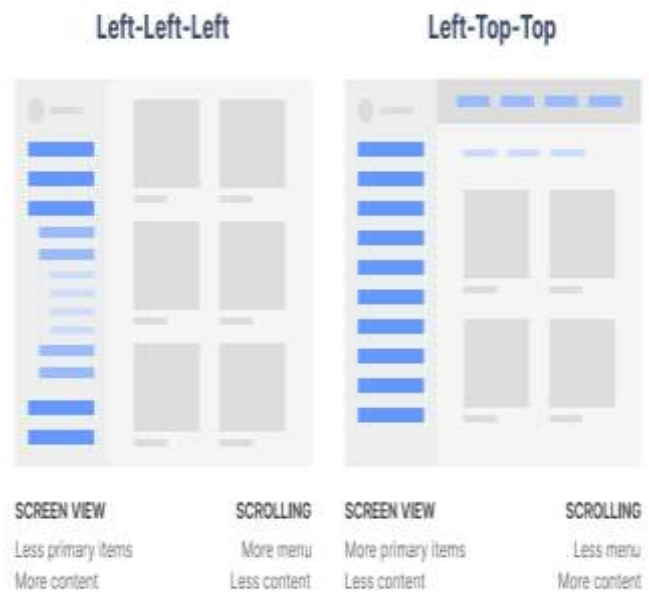 Left-Left-Left
Left-Top-Top
SCREEN VIEW
SCROLLING
Less primary items
More menu
More content
Less content
SCREEN VIEW
SCROLLING
More primary items
Less menu
Less content
More content